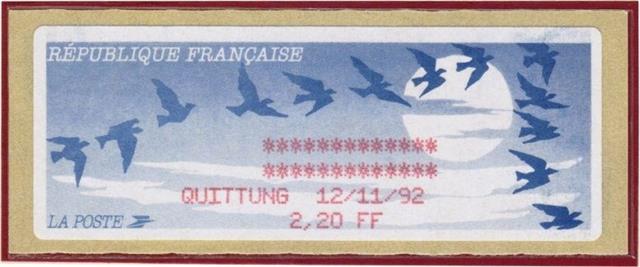 RÉPUBLIQUE FRANÇAISE
*************
*************
QUITTUNG 12/11/92
2,20 FF
LA POSTE